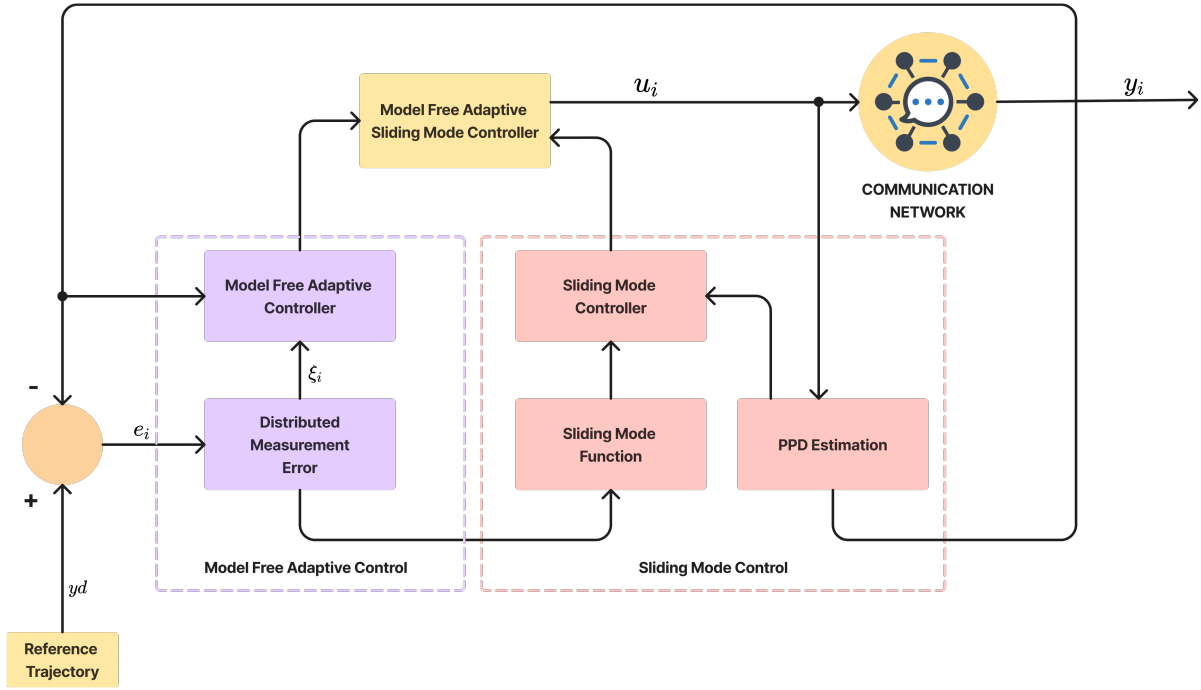 Model Free Adaptive
Sliding Mode Controller
u_i
y_i
COMMUNICATION
NETWORK
Model Free Adaptive
Controller
Sliding Mode
Controller
ξ_i
-
e_i
Distributed
Measurement
Error
Sliding Mode
Function
PPD Estimation
+
Model Free Adaptive Control
Sliding Mode Control
yd
Reference
Trajectory